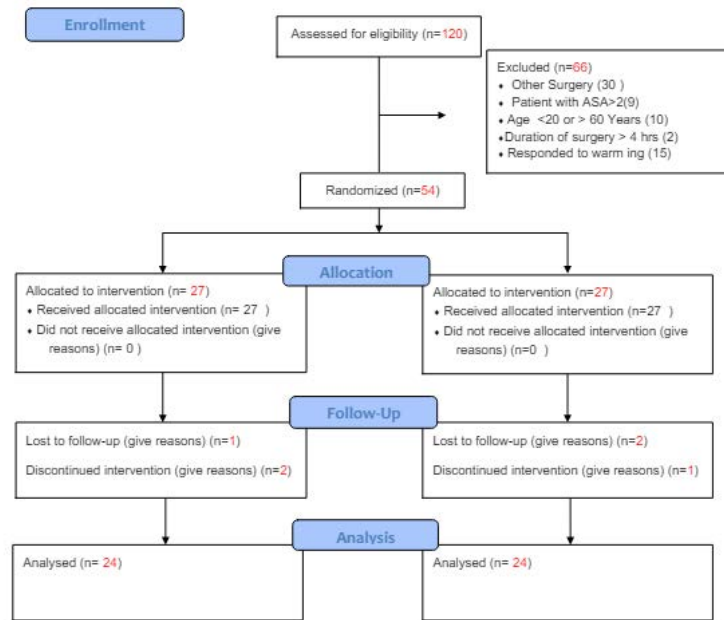 Enrollment
Assessed for eligibility (n=120)
Excluded (n=66)
• Other Surgery (30 )
• Patient with ASA>2(9)
• Age <20 or > 60 Years (10)
•Duration of surgery > 4 hrs (2)
• Responded to warm ing (15)
Randomized (n=54)
Allocation
Allocated to intervention (n= 27)
• Received allocated intervention (n= 27 )
• Did not receive allocated intervention (give
reasons) (n= 0 )
Allocated to intervention (n=27)
• Received allocated intervention (n=27 )
• Did not receive allocated intervention (give
reasons) (n=0 )
Follow-Up
Lost to follow-up (give reasons) (n=1)
Discontinued intervention (give reasons) (n=2)
Lost to follow-up (give reasons) (n=2)
Discontinued intervention (give reasons) (n=1)
Analysis
Analysed (n= 24)
Analysed (n= 24)